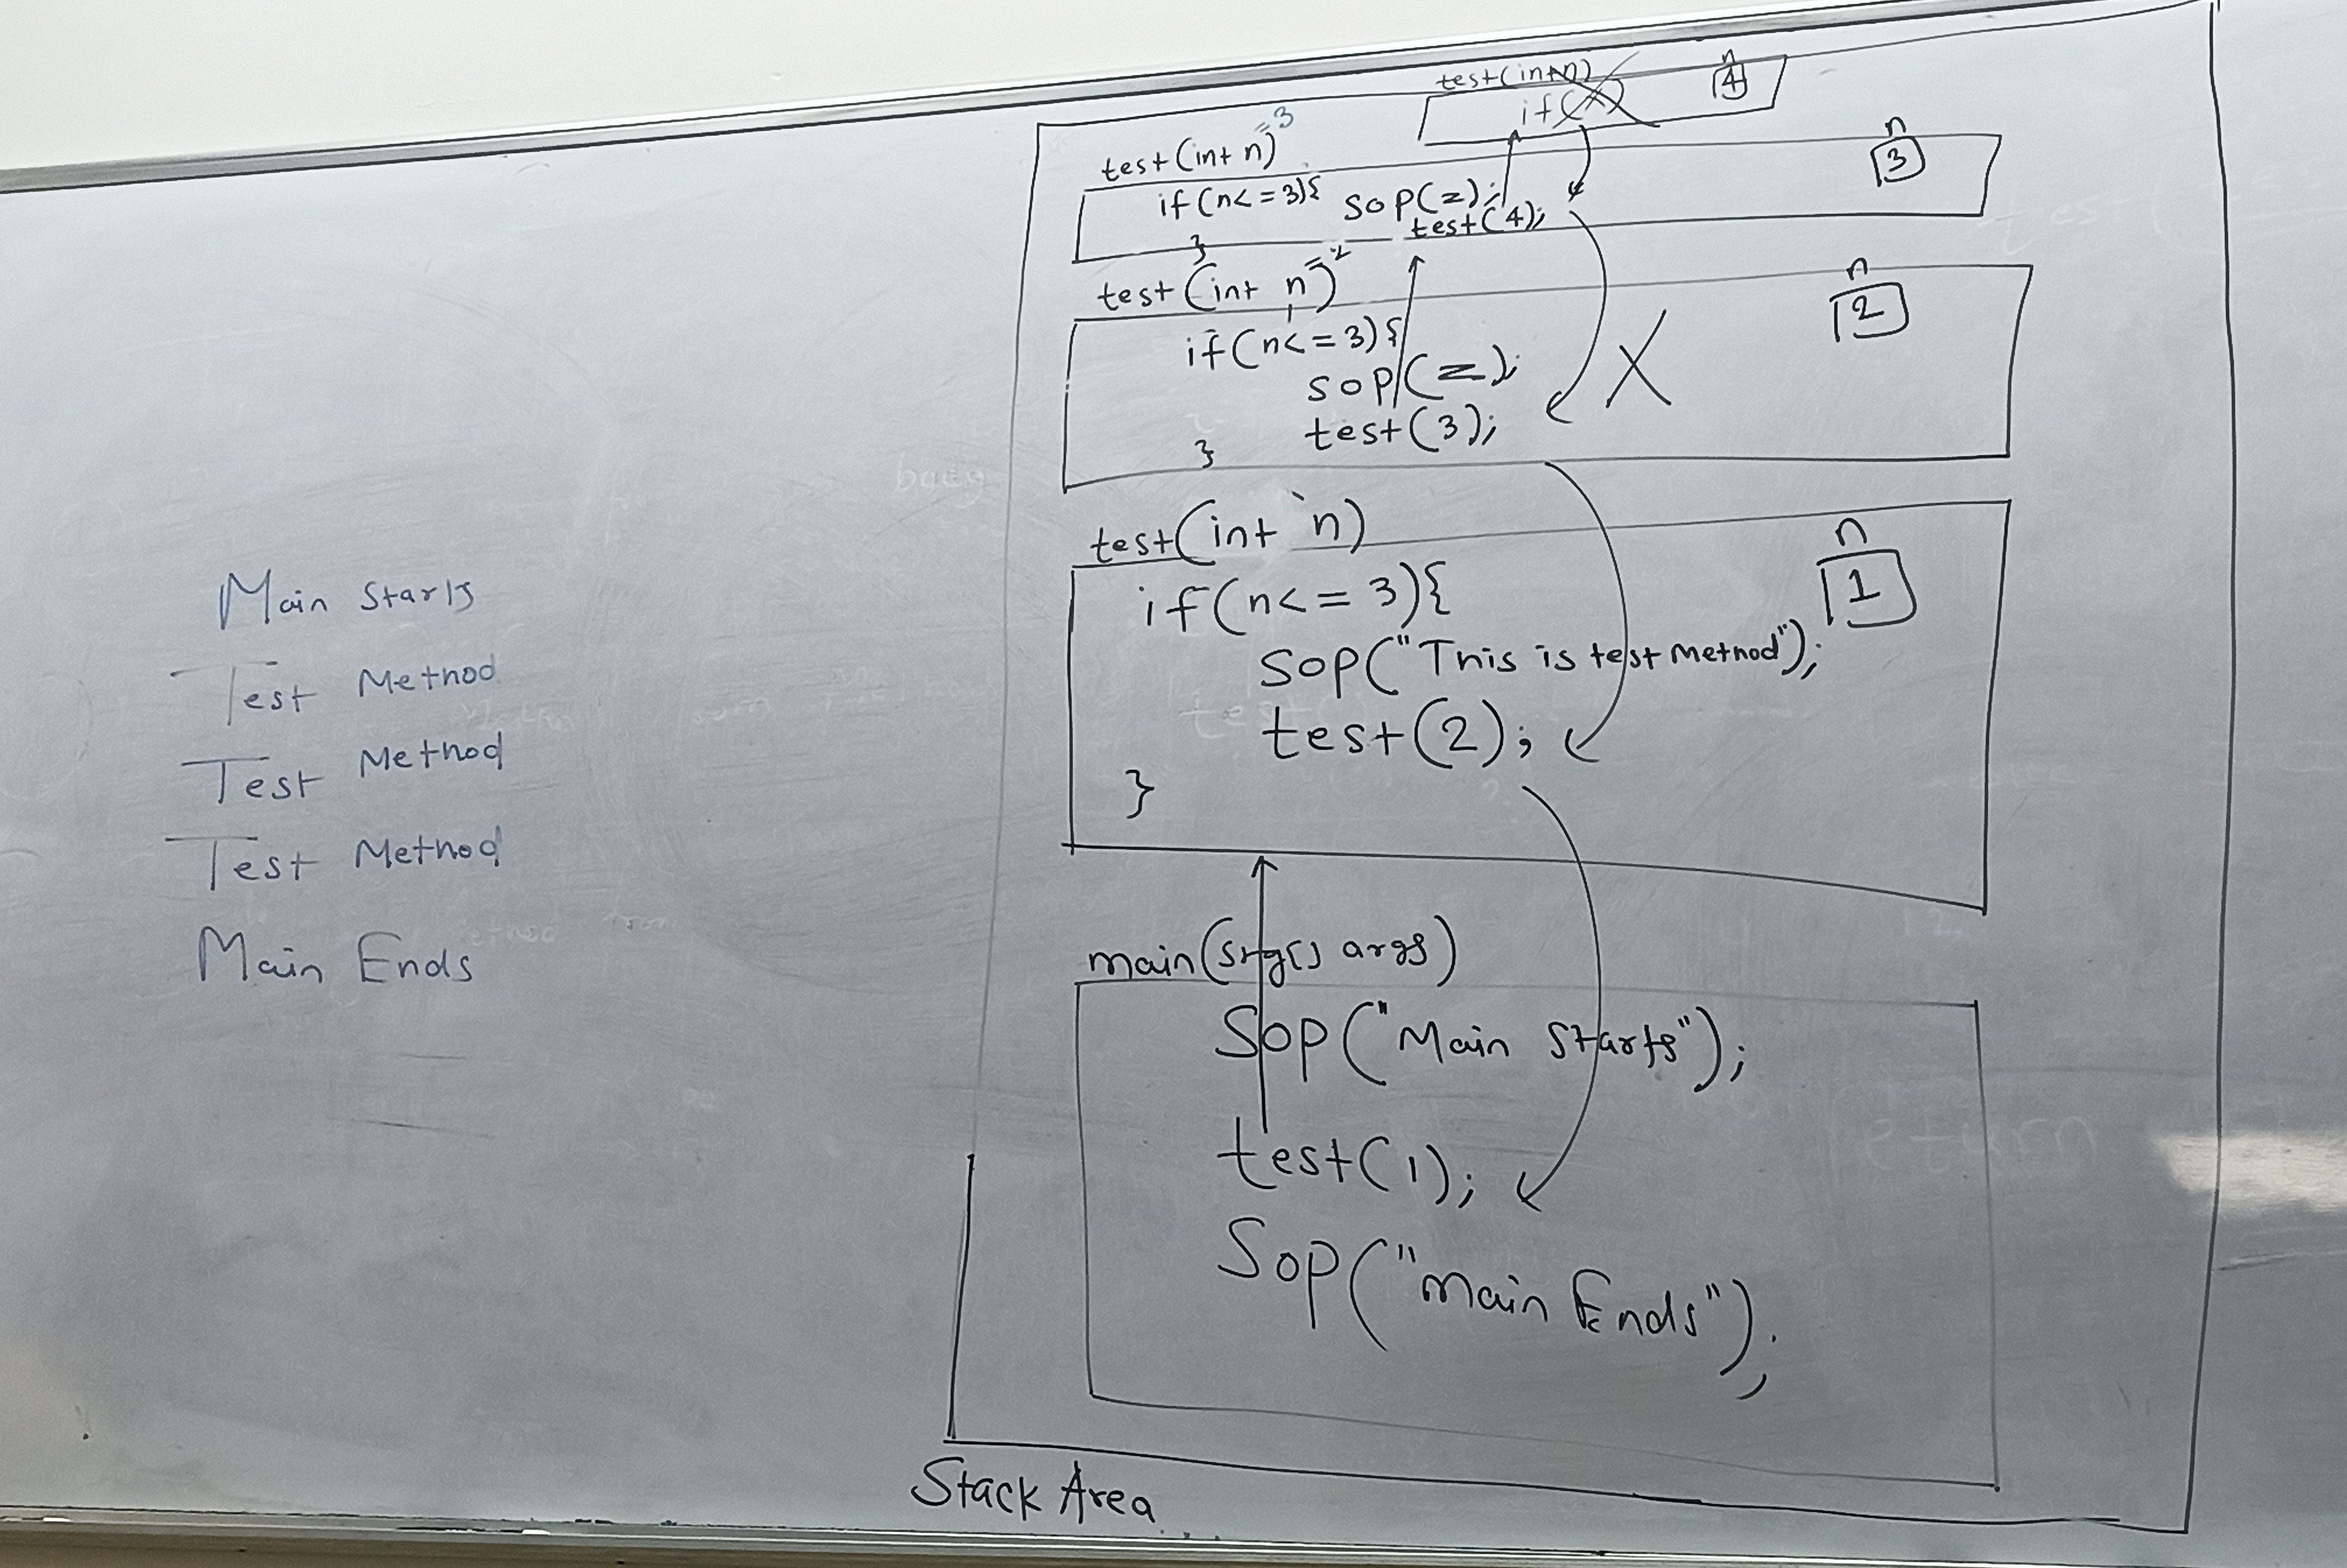 Main Starts
Test Method
Test Method
Test Method
Main Ends
test(int n)
n
4
if(X)
test(int n) =3
n
3
if(n<=3){ sop(=);
test(4);
}
test(int n) =2
n
2
if(n<=3){
sop(=);
test(3);
}
test(int n)
n
1
if(n<=3){
Sop("This is test Method");
test(2);
}
main(Strg[] args)
Sop("Main Starts");
test(1);
Sop("Main Ends");
Stack Area